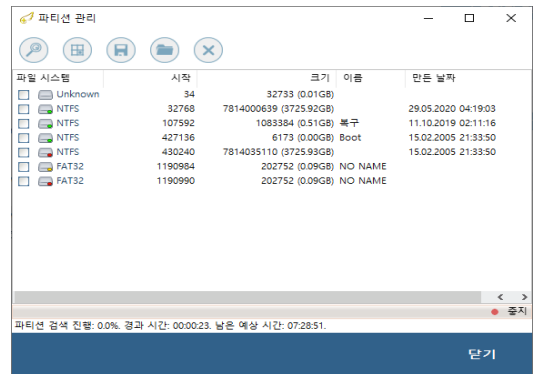 파티션 관리
파일 시스템 시작 크기 이름 만든 날짜
Unknown 34 32733 (0.01GB)
NTFS 32768 7814000639 (3725.92GB) 29.05.2020 04:19:03
NTFS 107592 1083384 (0.51GB) 복구 11.10.2019 02:11:16
NTFS 427136 6173 (0.00GB) Boot 15.02.2005 21:33:50
NTFS 430240 7814035110 (3725.93GB) 15.02.2005 21:33:50
FAT32 1190984 202752 (0.09GB) NO NAME
FAT32 1190990 202752 (0.09GB) NO NAME
중지
파티션 검색 진행: 0.0%. 경과 시간: 00:00:23. 남은 예상 시간: 07:28:51.
닫기